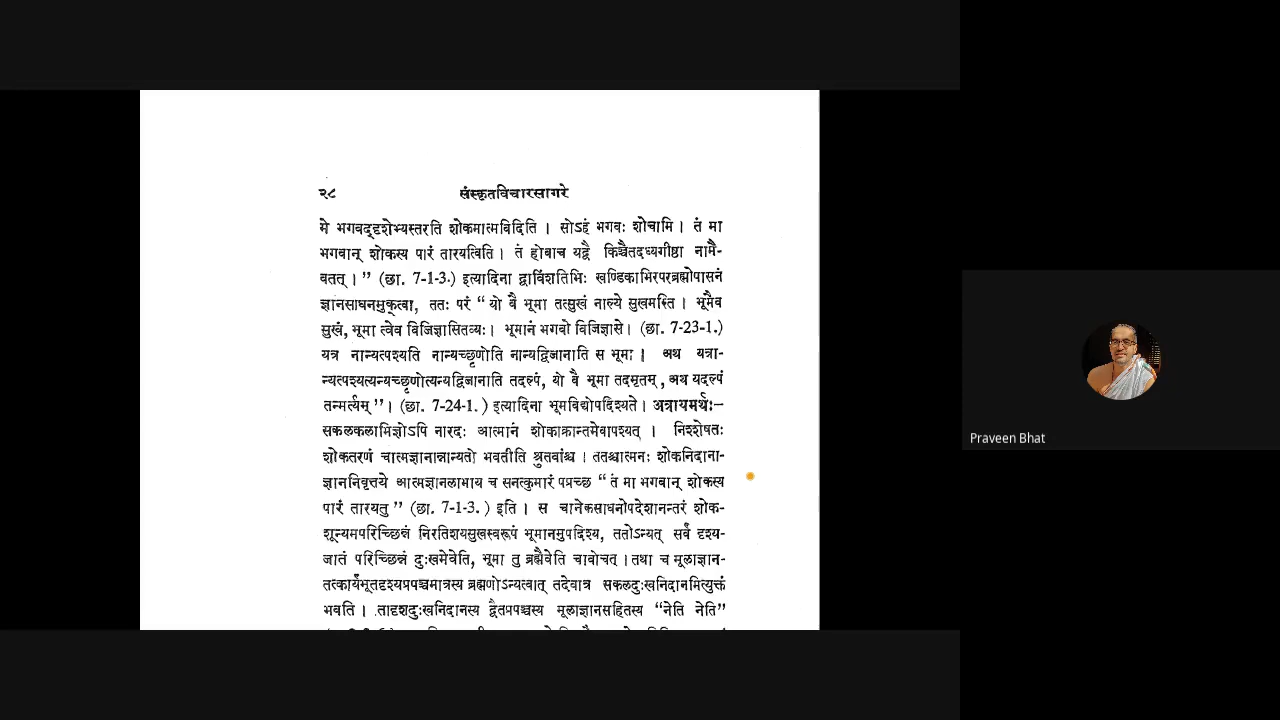 २८ संस्कृतविचारसागरे
मे भगवद्दृशेभ्यस्तरति शोकमात्मविदिति । सोऽहं भगवः शोचामि । तं मा
भगवान् शोकस्य पारं तारयत्विति । तं होवाच यद्वै किञ्चैतदध्यगीष्ठा नामै-
वतत् । ” (छा. 7-1-3.) इत्यादिना द्वाविंशतिभिः खण्डिकाभिरपरब्रह्मोपासनं
ज्ञानसाधनमुक्त्वा, ततः परं “ यो वै भूमा तत्सुखं नाल्पे सुखमस्ति । भूमैव
सुखं, भूमा त्वेव विजिज्ञासितव्यः । भूमानं भगवो विजिज्ञासे । (छा. 7-23-1.)
यत्र नान्यत्पश्यति नान्यच्छृणोति नान्यद्विजानाति स भूमा । अथ यत्रा-
न्यत्पश्यत्यन्यच्छृणोत्यन्यद्विजानाति तदल्पं, यो वै भूमा तदमृतम् , अथ यदल्पं
तन्मर्त्यम् ” । (छा. 7-24-1. ) इत्यादिना भूमविद्योपदिश्यते । अत्रायमर्थः—
सकलकलाभिज्ञोऽपि नारदः आत्मानं शोकाक्रान्तमेवापश्यत् । निश्शेषतः
शोकतरणं चात्मज्ञानान्नान्यतो भवतीति श्रुतवांश्च । ततश्चात्मनः शोकनिदाना-
ज्ञाननिवृत्तये आत्मज्ञानलाभाय च सनत्कुमारं पप्रच्छ “ तं मा भगवान् शोकस्य
पारं तारयतु ” (छा. 7-1-3. ) इति । स चानेकसाधनोपदेशानन्तरं शोक-
शून्यमपरिच्छिन्नं निरतिशयसुखस्वरूपं भूमानमुपदिश्य, ततोऽन्यत् सर्वं दृश्य-
जातं परिच्छिन्नं दुःखमेवेति, भूमा तु ब्रह्मैवेति चावोचत् । तथा च मूलाज्ञान-
तत्कार्यभूतदृश्यप्रपञ्चमात्रस्य ब्रह्मणोऽन्यत्वात् तदेवात्र सकलदुःखनिदानमित्युक्तं
भवति । तादृशदुःखनिदानस्य द्वैतप्रपञ्चस्य मूलाज्ञानसहितस्य “नेति नेति”
Praveen Bhat